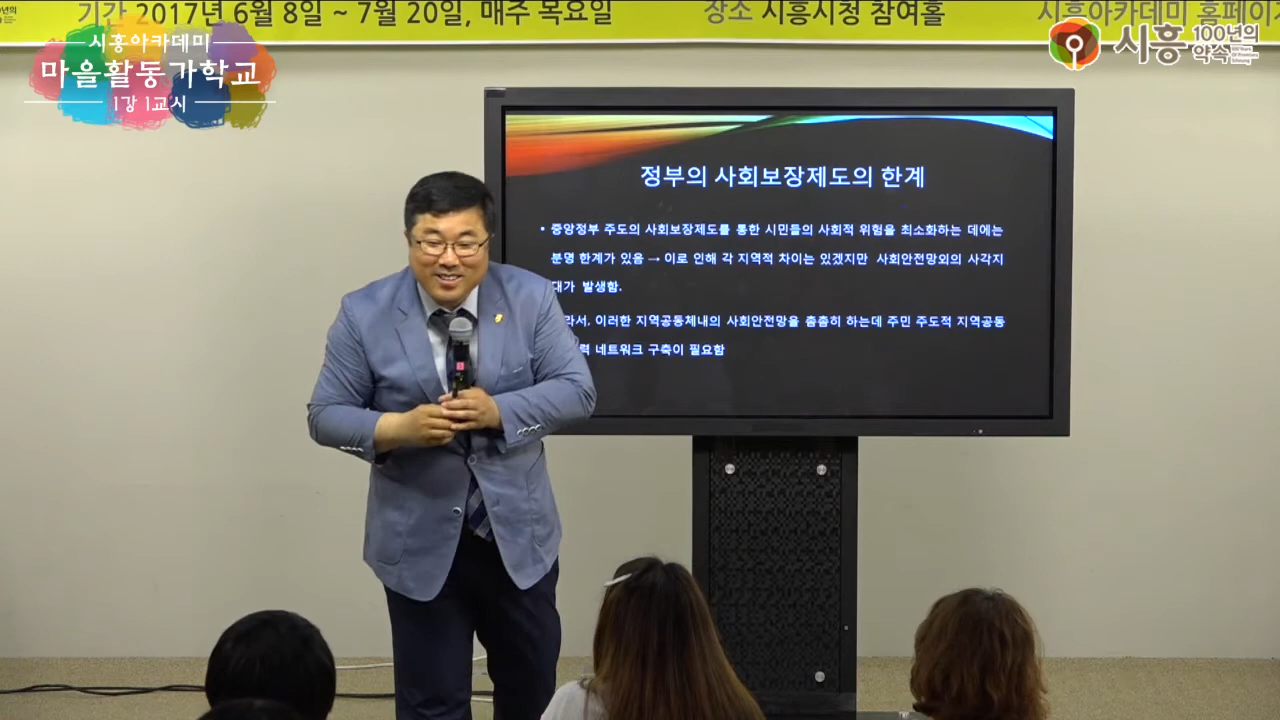 기간 2017년 6월 8일 ~ 7월 20일, 매주 목요일 장소 시흥시청 참여홀 시흥아카데미 홈페이지
시흥아카데미
마을활동가학교
1강 1교시
시흥 100년의
약속
정부의 사회보장제도의 한계
• 중앙정부 주도의 사회보장제도를 통한 시민들의 사회적 위험을 최소화하는 데에는
분명 한계가 있음 → 이로 인해 각 지역적 차이는 있겠지만 사회안전망외의 사각지
대가 발생함.
라서, 이러한 지역공동체내의 사회안전망을 촘촘히 하는데 주민 주도적 지역공동
력 네트워크 구축이 필요함